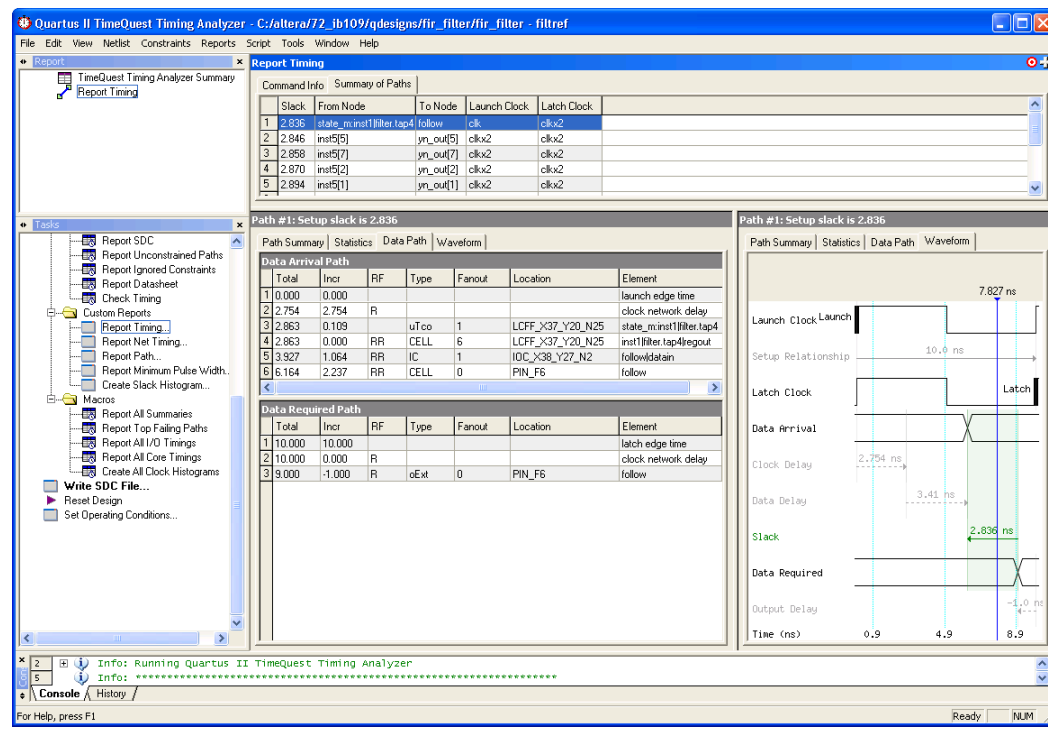 Quartus II TimeQuest Timing Analyzer - C:/altera/72_ib109/qdesigns/fir_filter/fir_filter - filtref
File Edit View Netlist Constraints Reports Script Tools Window Help
Report
TimeQuest Timing Analyzer Summary
Report Timing
Report Timing
Command Info Summary of Paths
Slack From Node To Node Launch Clock Latch Clock
1 2.836 state_m:inst1|filter.tap4 follow clk clkx2
2 2.846 inst5[5] yn_out[5] clkx2 clkx2
3 2.858 inst5[7] yn_out[7] clkx2 clkx2
4 2.870 inst5[2] yn_out[2] clkx2 clkx2
5 2.894 inst5[1] yn_out[1] clkx2 clkx2
Tasks
Report SDC
Report Unconstrained Paths
Report Ignored Constraints
Report Datasheet
Check Timing
Custom Reports
Report Timing...
Report Net Timing...
Report Path...
Report Minimum Pulse Width..
Create Slack Histogram...
Macros
Report All Summaries
Report Top Failing Paths
Report All I/O Timings
Report All Core Timings
Create All Clock Histograms
Write SDC File...
Reset Design
Set Operating Conditions...
Path #1: Setup slack is 2.836
Path Summary Statistics Data Path Waveform
Data Arrival Path
Total Incr RF Type Fanout Location Element
1 0.000 0.000 launch edge time
2 2.754 2.754 R clock network delay
3 2.863 0.109 uTco 1 LCFF_X37_Y20_N25 state_m:inst1|filter.tap4
4 2.863 0.000 RR CELL 6 LCFF_X37_Y20_N25 inst1|filter.tap4|regout
5 3.927 1.064 RR IC 1 IOC_X38_Y27_N2 follow|datain
6 6.164 2.237 RR CELL 0 PIN_F6 follow
Data Required Path
Total Incr RF Type Fanout Location Element
1 10.000 10.000 latch edge time
2 10.000 0.000 R clock network delay
3 9.000 -1.000 R oExt 0 PIN_F6 follow
Path #1: Setup slack is 2.836
Path Summary Statistics Data Path Waveform
7.827 ns
Launch Clock Launch
Setup Relationship 10.0 ns
Latch Clock Latch
Data Arrival
Clock Delay 2.754 ns
Data Delay 3.41 ns
Slack 2.836 ns
Data Required
Output Delay -1.0 ns
Time (ns) 0.9 4.9 8.9
2 Info: Running Quartus II TimeQuest Timing Analyzer
5 Info: *******************************************************************
Console History
For Help, press F1
Ready NUM